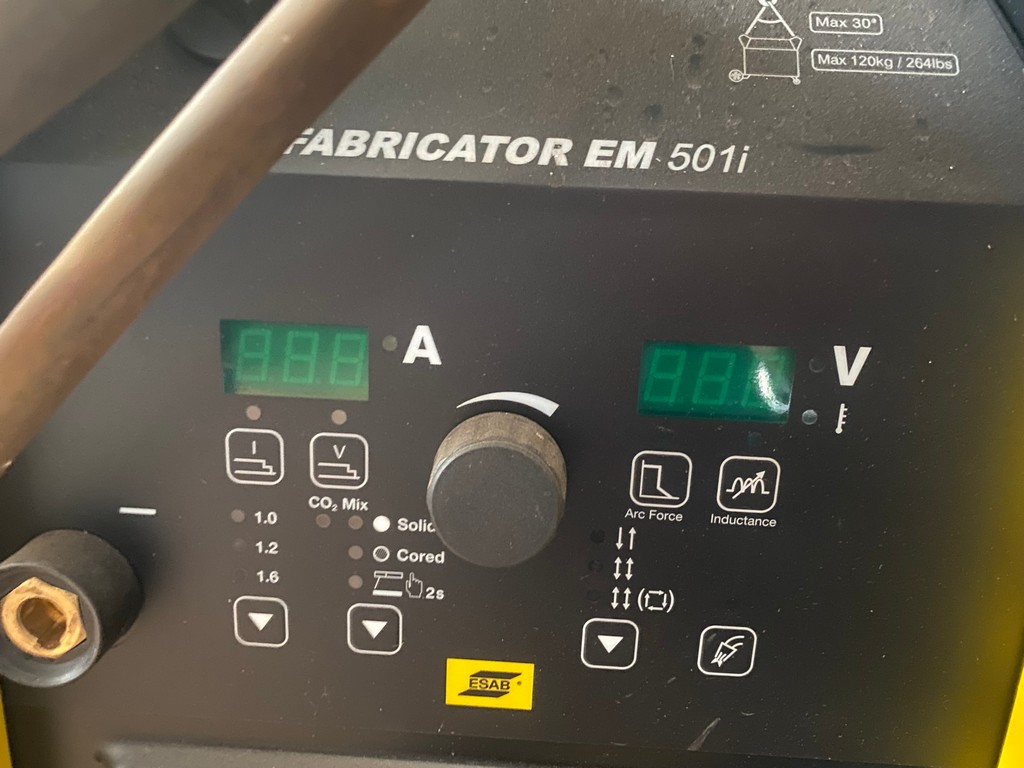 Max 30°
Max 120kg / 264lbs
FABRICATOR EM 501i
A
V
I
V
CO₂ Mix
Arc Force
Inductance
1.0
Solid
1.2
Cored
1.6
2s
ESAB